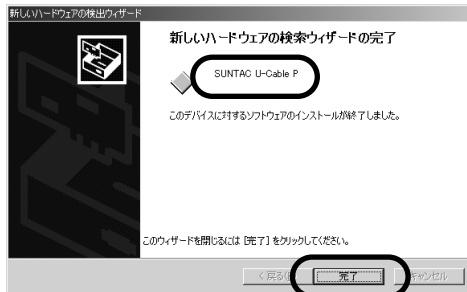 新しいハードウェアの検出ウィザード
新しいハードウェアの検索ウィザードの完了
SUNTAC U-Cable P
このデバイスに対するソフトウェアのインストールが終了しました。
このウィザードを閉じるには [完了] をクリックしてください。
< 戻る(
完了
キャンセル